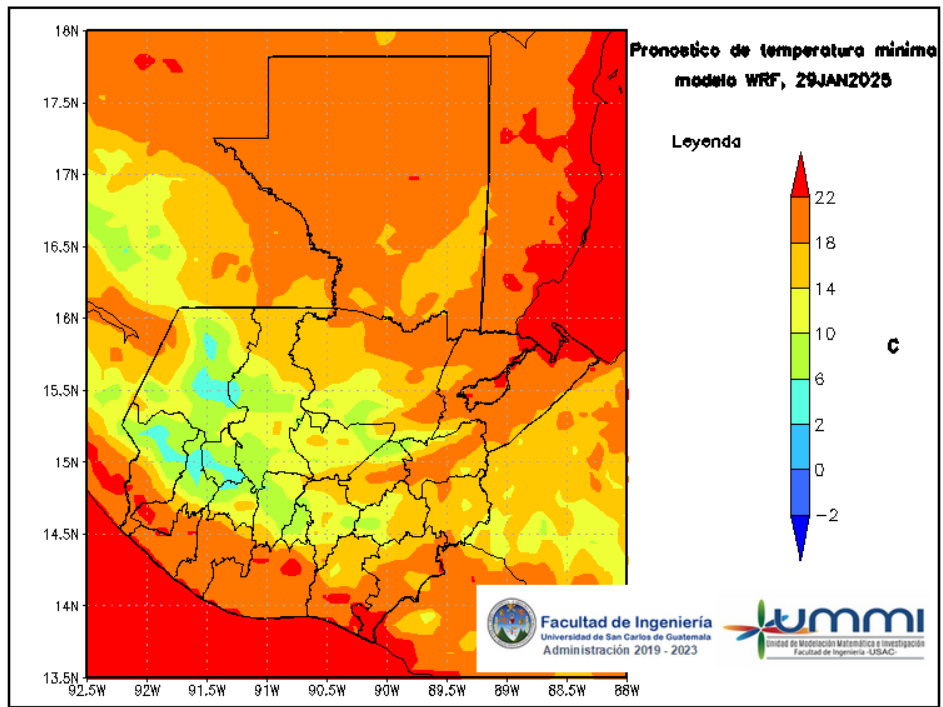 Pronostico de temperatura minima
modelo WRF, 29JAN2025
Leyenda
22
18
14
10
6
2
0
−2
C
18N
17.5N
17N
16.5N
16N
15.5N
15N
14.5N
14N
13.5N
92.5W
92W
91.5W
91W
90.5W
90W
89.5W
89W
88.5W
88W
Facultad de Ingeniería
Universidad de San Carlos de Guatemala
Administración 2019 - 2023
UMMI
Unidad de Modelación Matemática e Investigación
Facultad de Ingeniería -USAC-